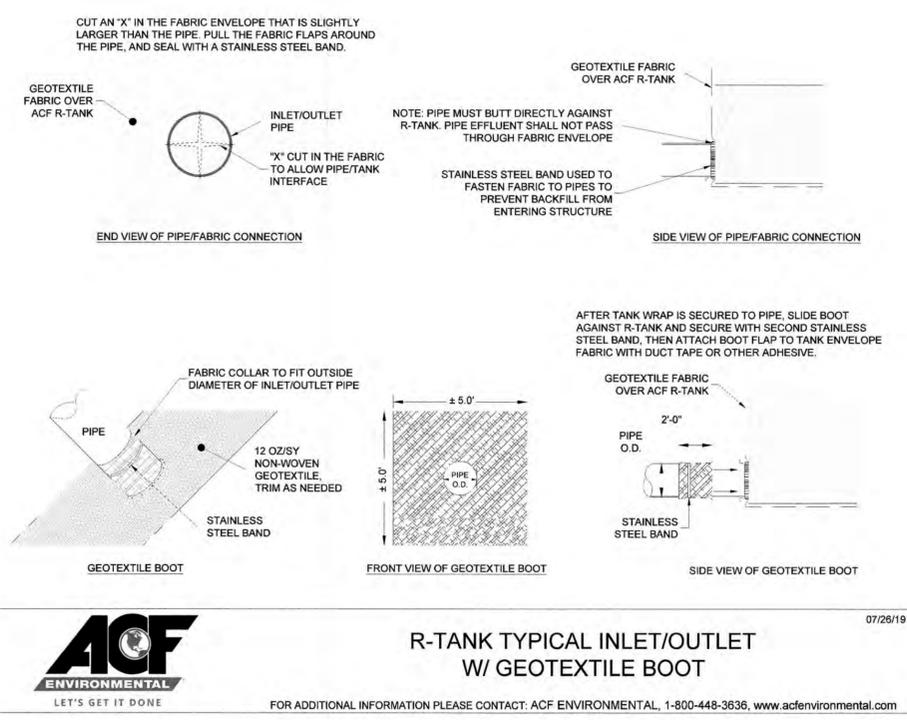 CUT AN "X" IN THE FABRIC ENVELOPE THAT IS SLIGHTLY
LARGER THAN THE PIPE. PULL THE FABRIC FLAPS AROUND
THE PIPE, AND SEAL WITH A STAINLESS STEEL BAND.
GEOTEXTILE
FABRIC OVER
ACF R-TANK
INLET/OUTLET
PIPE
"X" CUT IN THE FABRIC
TO ALLOW PIPE/TANK
INTERFACE
END VIEW OF PIPE/FABRIC CONNECTION
GEOTEXTILE FABRIC
OVER ACF R-TANK
NOTE: PIPE MUST BUTT DIRECTLY AGAINST
R-TANK. PIPE EFFLUENT SHALL NOT PASS
THROUGH FABRIC ENVELOPE
STAINLESS STEEL BAND USED TO
FASTEN FABRIC TO PIPES TO
PREVENT BACKFILL FROM
ENTERING STRUCTURE
SIDE VIEW OF PIPE/FABRIC CONNECTION
FABRIC COLLAR TO FIT OUTSIDE
DIAMETER OF INLET/OUTLET PIPE
PIPE
12 OZ/SY
NON-WOVEN
GEOTEXTILE,
TRIM AS NEEDED
STAINLESS
STEEL BAND
GEOTEXTILE BOOT
± 5.0'
± 5.0'
PIPE
O.D.
FRONT VIEW OF GEOTEXTILE BOOT
AFTER TANK WRAP IS SECURED TO PIPE, SLIDE BOOT
AGAINST R-TANK AND SECURE WITH SECOND STAINLESS
STEEL BAND, THEN ATTACH BOOT FLAP TO TANK ENVELOPE
FABRIC WITH DUCT TAPE OR OTHER ADHESIVE.
GEOTEXTILE FABRIC
OVER ACF R-TANK
2'-0"
PIPE
O.D.
STAINLESS
STEEL BAND
SIDE VIEW OF GEOTEXTILE BOOT
07/26/19
ACF
ENVIRONMENTAL
LET'S GET IT DONE
R-TANK TYPICAL INLET/OUTLET
W/ GEOTEXTILE BOOT
FOR ADDITIONAL INFORMATION PLEASE CONTACT: ACF ENVIRONMENTAL, 1-800-448-3636, www.acfenvironmental.com